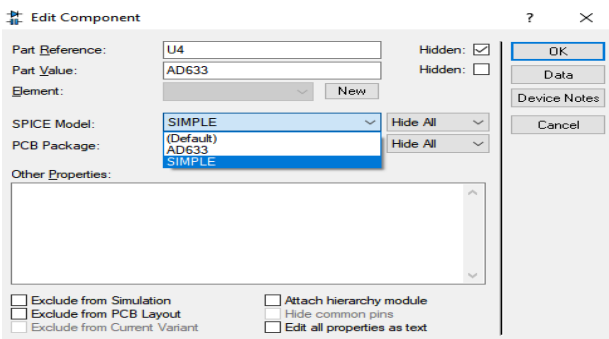 Edit Component ? ×
Part Reference: U4 Hidden:
Part Value: AD633 Hidden:
Element: New
SPICE Model: SIMPLE Hide All
(Default)
AD633
SIMPLE
PCB Package: Hide All
Other Properties:
Exclude from Simulation Attach hierarchy module
Exclude from PCB Layout Hide common pins
Exclude from Current Variant Edit all properties as text
OK
Data
Device Notes
Cancel